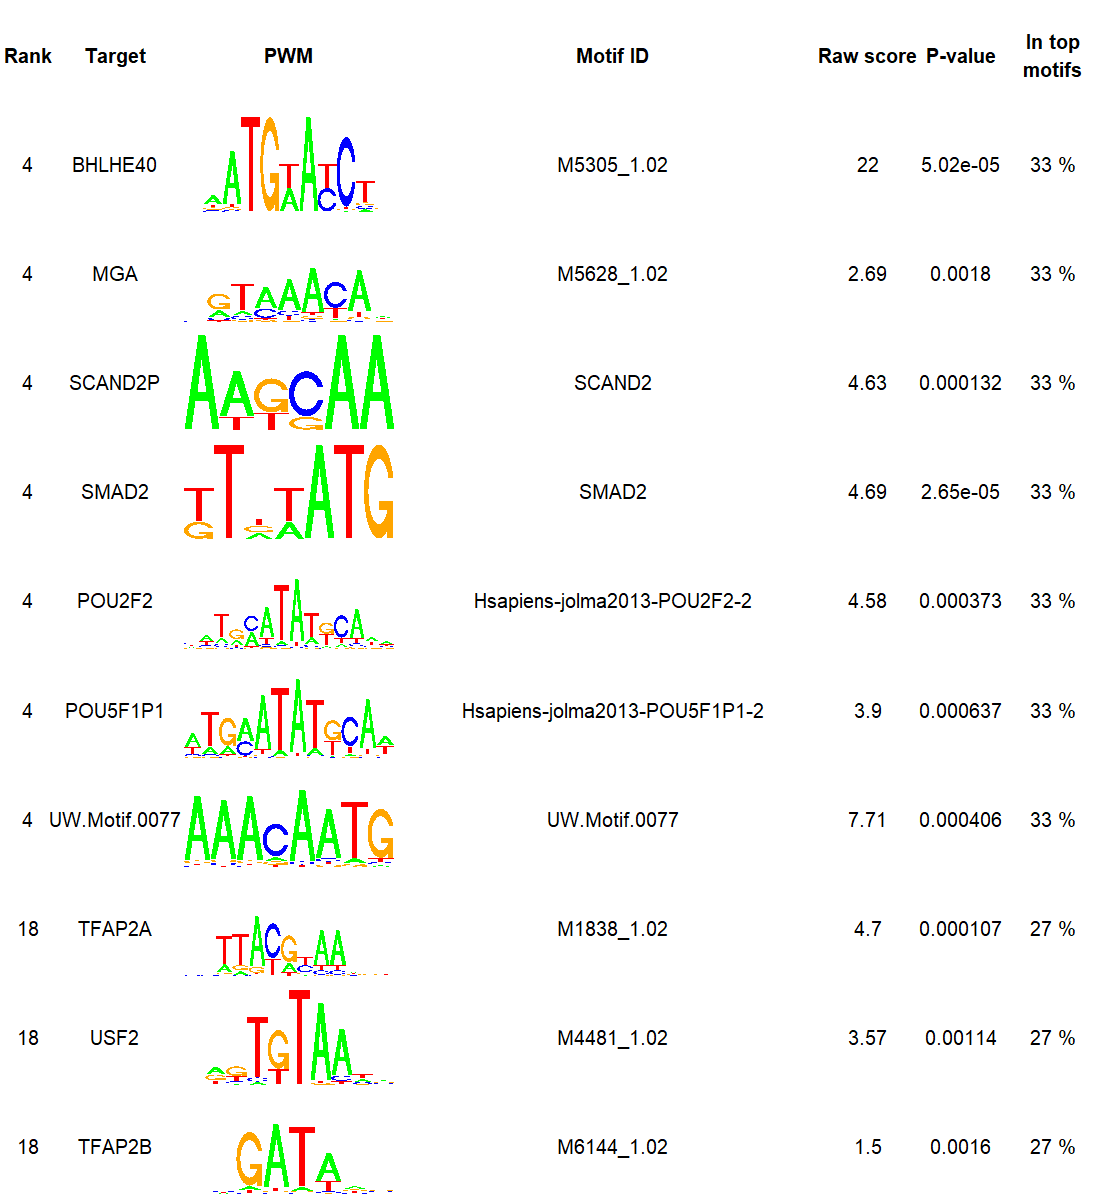 Rank Target PWM Motif ID Raw score P-value In top motifs
4 BHLHE40 M5305_1.02 22 5.02e-05 33 %
4 MGA M5628_1.02 2.69 0.0018 33 %
4 SCAND2P SCAND2 4.63 0.000132 33 %
4 SMAD2 SMAD2 4.69 2.65e-05 33 %
4 POU2F2 Hsapiens-jolma2013-POU2F2-2 4.58 0.000373 33 %
4 POU5F1P1 Hsapiens-jolma2013-POU5F1P1-2 3.9 0.000637 33 %
4 UW.Motif.0077 UW.Motif.0077 7.71 0.000406 33 %
18 TFAP2A M1838_1.02 4.7 0.000107 27 %
18 USF2 M4481_1.02 3.57 0.00114 27 %
18 TFAP2B M6144_1.02 1.5 0.0016 27 %